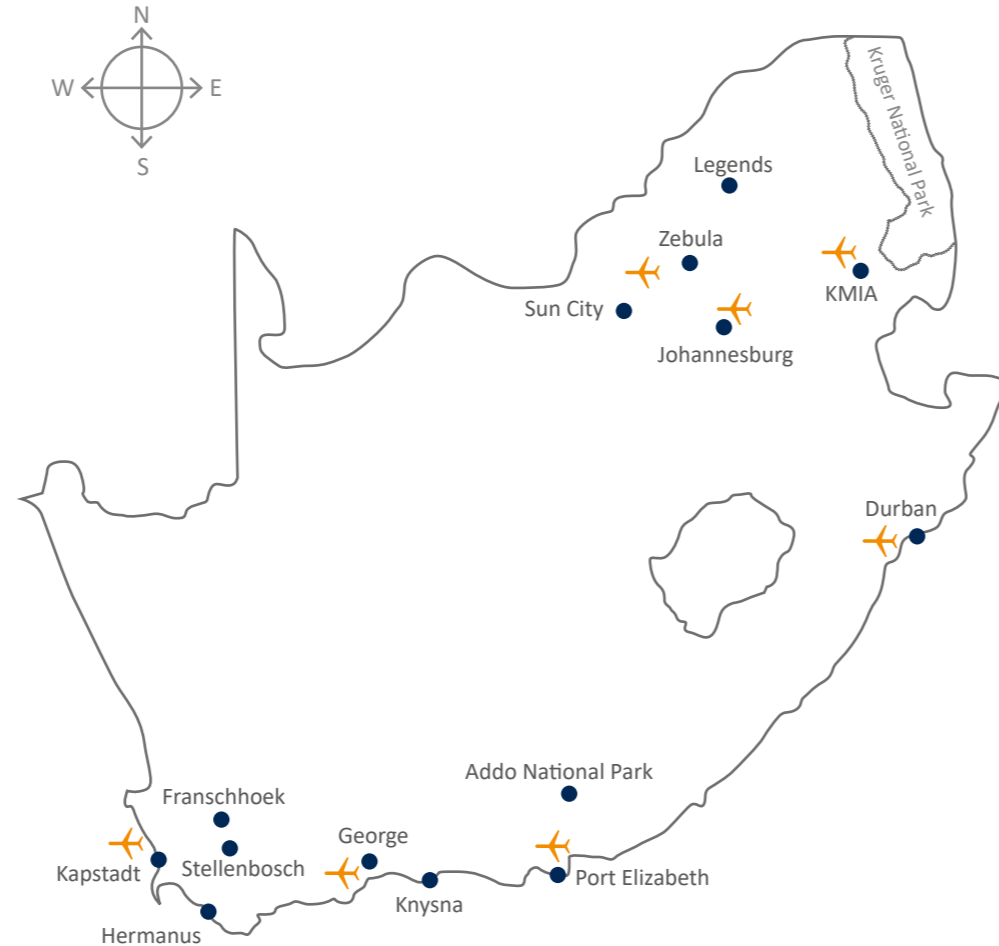 N
W
E
S
Kruger National Park
Legends
Zebula
KMIA
Sun City
Johannesburg
Durban
Addo National Park
Franschhoek
George
Stellenbosch
Kapstadt
Port Elizabeth
Knysna
Hermanus